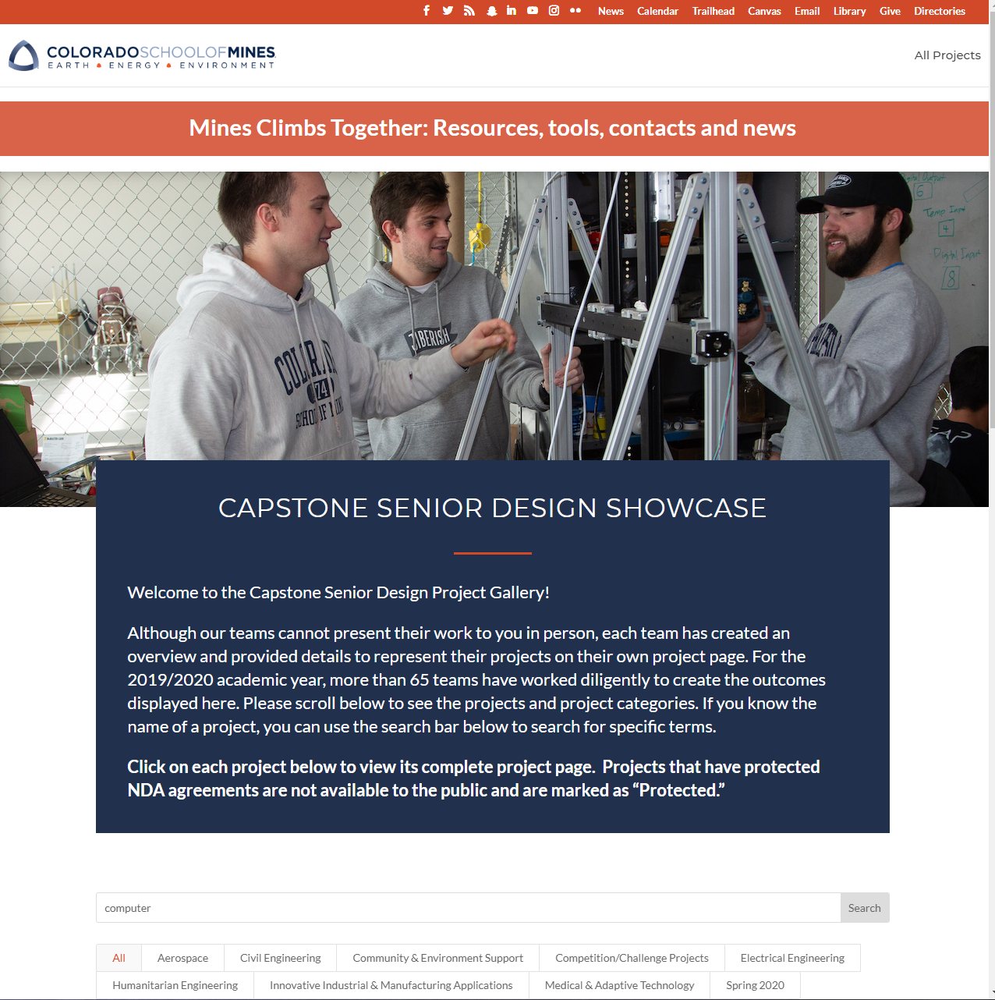 News Calendar Trailhead Canvas Email Library Give Directories
COLORADOSCHOOLOFMINES
EARTH • ENERGY • ENVIRONMENT
All Projects
Mines Climbs Together: Resources, tools, contacts and news
Digital Output
6
Temp Input
4
Digital Input
8
74
CAPSTONE SENIOR DESIGN SHOWCASE
Welcome to the Capstone Senior Design Project Gallery!
Although our teams cannot present their work to you in person, each team has created an
overview and provided details to represent their projects on their own project page. For the
2019/2020 academic year, more than 65 teams have worked diligently to create the outcomes
displayed here. Please scroll below to see the projects and project categories. If you know the
name of a project, you can use the search bar below to search for specific terms.
Click on each project below to view its complete project page. Projects that have protected
NDA agreements are not available to the public and are marked as “Protected.”
computer Search
All Aerospace Civil Engineering Community & Environment Support Competition/Challenge Projects Electrical Engineering
Humanitarian Engineering Innovative Industrial & Manufacturing Applications Medical & Adaptive Technology Spring 2020